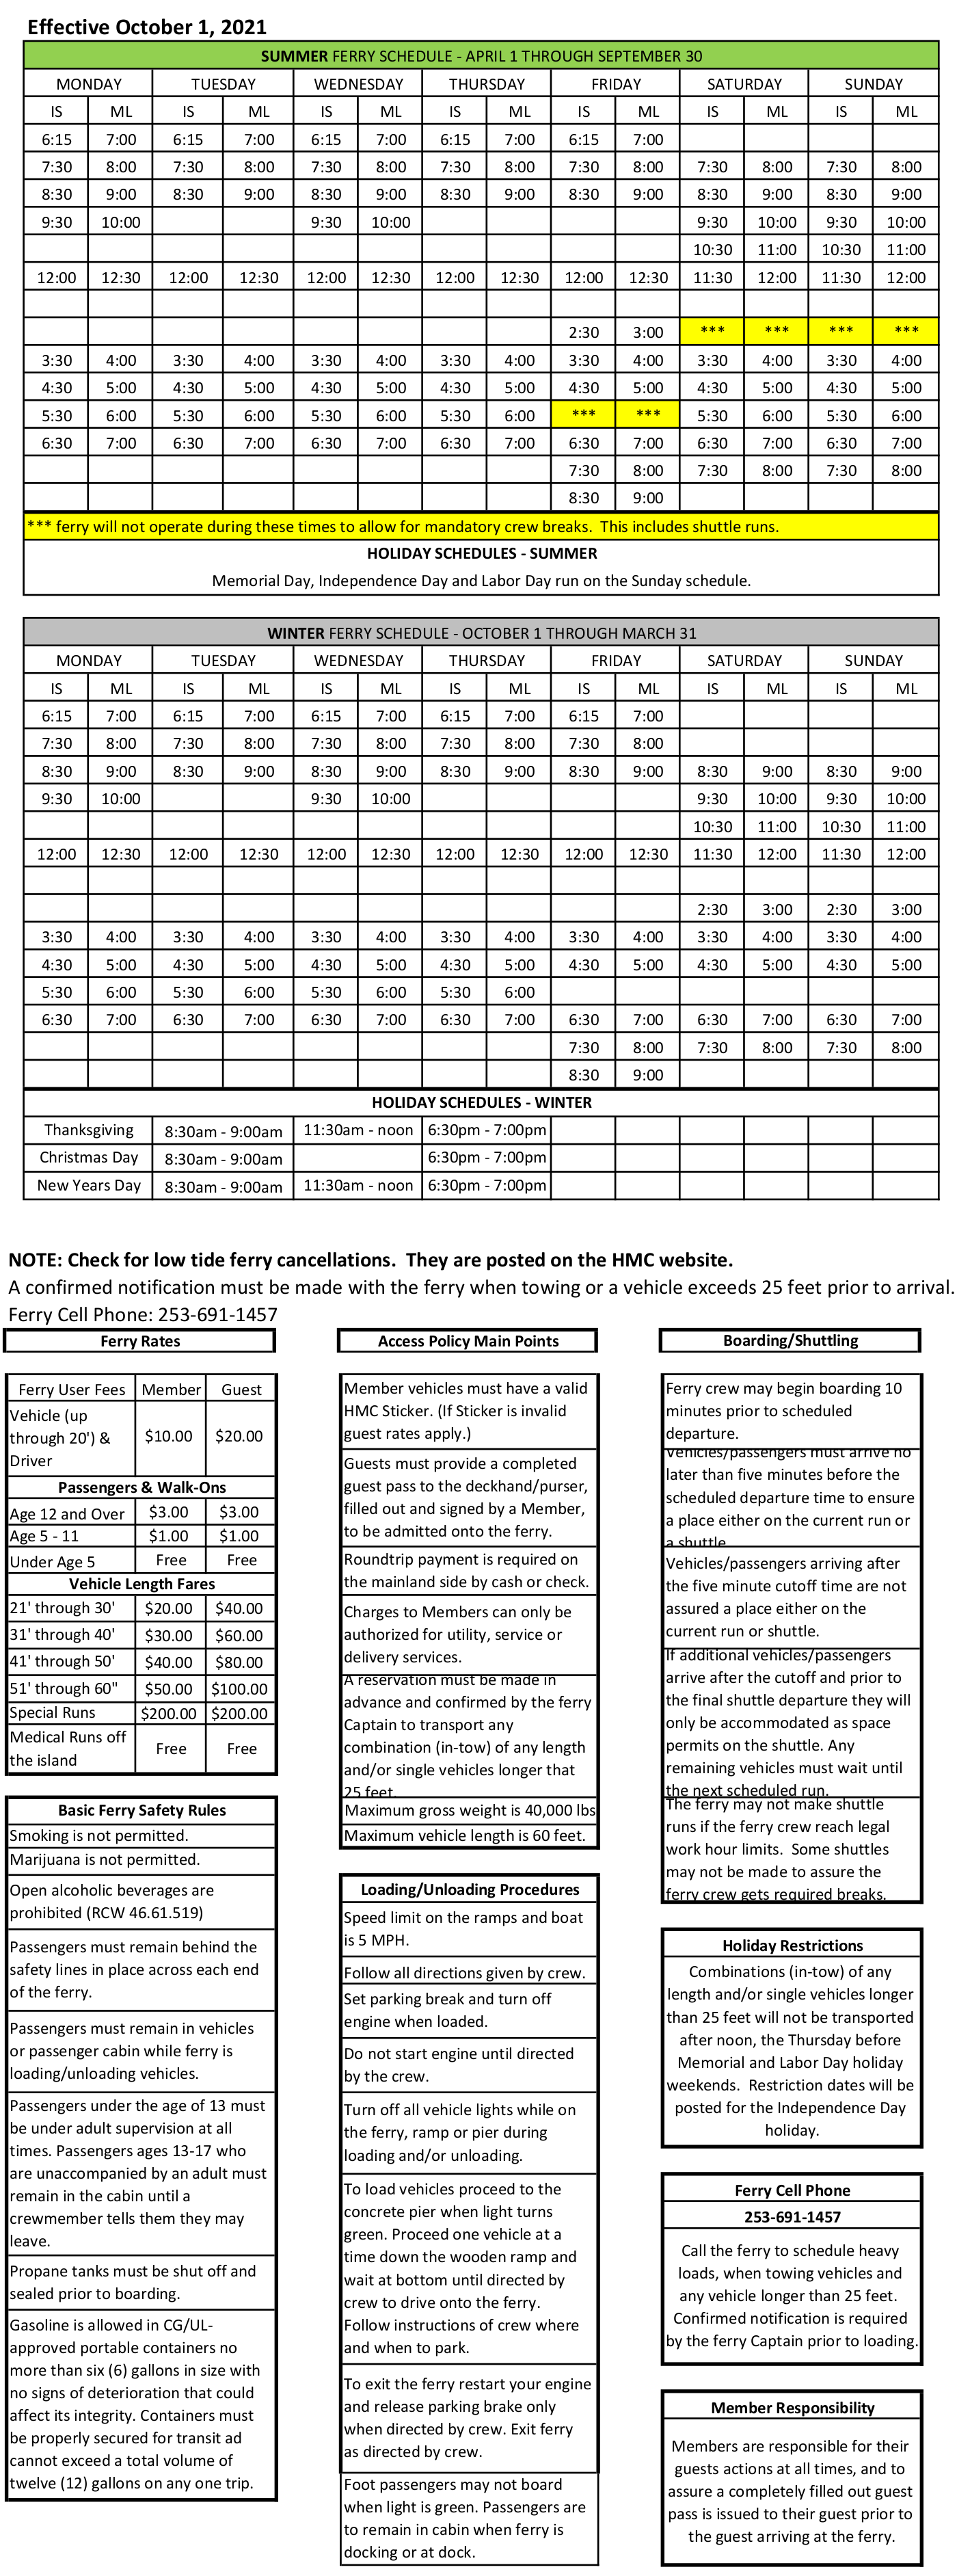 Effective October 1, 2021
SUMMER FERRY SCHEDULE - APRIL 1 THROUGH SEPTEMBER 30
MONDAY TUESDAY WEDNESDAY THURSDAY FRIDAY SATURDAY SUNDAY
IS ML IS ML IS ML IS ML IS ML IS ML IS ML
6:15 7:00 6:15 7:00 6:15 7:00 6:15 7:00 6:15 7:00
7:30 8:00 7:30 8:00 7:30 8:00 7:30 8:00 7:30 8:00 7:30 8:00 7:30 8:00
8:30 9:00 8:30 9:00 8:30 9:00 8:30 9:00 8:30 9:00 8:30 9:00 8:30 9:00
9:30 10:00 9:30 10:00 9:30 10:00 9:30 10:00
10:30 11:00 10:30 11:00
12:00 12:30 12:00 12:30 12:00 12:30 12:00 12:30 12:00 12:30 11:30 12:00 11:30 12:00
2:30 3:00 *** *** *** ***
3:30 4:00 3:30 4:00 3:30 4:00 3:30 4:00 3:30 4:00 3:30 4:00 3:30 4:00
4:30 5:00 4:30 5:00 4:30 5:00 4:30 5:00 4:30 5:00 4:30 5:00 4:30 5:00
5:30 6:00 5:30 6:00 5:30 6:00 5:30 6:00 *** *** 5:30 6:00 5:30 6:00
6:30 7:00 6:30 7:00 6:30 7:00 6:30 7:00 6:30 7:00 6:30 7:00 6:30 7:00
7:30 8:00 7:30 8:00 7:30 8:00
8:30 9:00
*** ferry will not operate during these times to allow for mandatory crew breaks. This includes shuttle runs.
HOLIDAY SCHEDULES - SUMMER
Memorial Day, Independence Day and Labor Day run on the Sunday schedule.
WINTER FERRY SCHEDULE - OCTOBER 1 THROUGH MARCH 31
MONDAY TUESDAY WEDNESDAY THURSDAY FRIDAY SATURDAY SUNDAY
IS ML IS ML IS ML IS ML IS ML IS ML IS ML
6:15 7:00 6:15 7:00 6:15 7:00 6:15 7:00 6:15 7:00
7:30 8:00 7:30 8:00 7:30 8:00 7:30 8:00 7:30 8:00
8:30 9:00 8:30 9:00 8:30 9:00 8:30 9:00 8:30 9:00 8:30 9:00 8:30 9:00
9:30 10:00 9:30 10:00 9:30 10:00 9:30 10:00
10:30 11:00 10:30 11:00
12:00 12:30 12:00 12:30 12:00 12:30 12:00 12:30 12:00 12:30 11:30 12:00 11:30 12:00
2:30 3:00 2:30 3:00
3:30 4:00 3:30 4:00 3:30 4:00 3:30 4:00 3:30 4:00 3:30 4:00 3:30 4:00
4:30 5:00 4:30 5:00 4:30 5:00 4:30 5:00 4:30 5:00 4:30 5:00 4:30 5:00
5:30 6:00 5:30 6:00 5:30 6:00 5:30 6:00
6:30 7:00 6:30 7:00 6:30 7:00 6:30 7:00 6:30 7:00 6:30 7:00 6:30 7:00
7:30 8:00 7:30 8:00 7:30 8:00
8:30 9:00
HOLIDAY SCHEDULES - WINTER
Thanksgiving 8:30am - 9:00am 11:30am - noon 6:30pm - 7:00pm
Christmas Day 8:30am - 9:00am 6:30pm - 7:00pm
New Years Day 8:30am - 9:00am 11:30am - noon 6:30pm - 7:00pm
NOTE: Check for low tide ferry cancellations. They are posted on the HMC website.
A confirmed notification must be made with the ferry when towing or a vehicle exceeds 25 feet prior to arrival.
Ferry Cell Phone: 253-691-1457
Ferry Rates
Ferry User Fees Member Guest
Vehicle (up
through 20') & $10.00 $20.00
Driver
Passengers & Walk-Ons
Age 12 and Over $3.00 $3.00
Age 5 - 11 $1.00 $1.00
Under Age 5 Free Free
Vehicle Length Fares
21' through 30' $20.00 $40.00
31' through 40' $30.00 $60.00
41' through 50' $40.00 $80.00
51' through 60" $50.00 $100.00
Special Runs $200.00 $200.00
Medical Runs off
the island Free Free
Basic Ferry Safety Rules
Smoking is not permitted.
Marijuana is not permitted.
Open alcoholic beverages are
prohibited (RCW 46.61.519)
Passengers must remain behind the
safety lines in place across each end
of the ferry.
Passengers must remain in vehicles
or passenger cabin while ferry is
loading/unloading vehicles.
Passengers under the age of 13 must
be under adult supervision at all
times. Passengers ages 13-17 who
are unaccompanied by an adult must
remain in the cabin until a
crewmember tells them they may
leave.
Propane tanks must be shut off and
sealed prior to boarding.
Gasoline is allowed in CG/UL-
approved portable containers no
more than six (6) gallons in size with
no signs of deterioration that could
affect its integrity. Containers must
be properly secured for transit ad
cannot exceed a total volume of
twelve (12) gallons on any one trip.
Access Policy Main Points
Member vehicles must have a valid
HMC Sticker. (If Sticker is invalid
guest rates apply.)
Guests must provide a completed
guest pass to the deckhand/purser,
filled out and signed by a Member,
to be admitted onto the ferry.
Roundtrip payment is required on
the mainland side by cash or check.
Charges to Members can only be
authorized for utility, service or
delivery services.
A reservation must be made in
advance and confirmed by the ferry
Captain to transport any
combination (in-tow) of any length
and/or single vehicles longer that
25 feet.
Maximum gross weight is 40,000 lbs
Maximum vehicle length is 60 feet.
Loading/Unloading Procedures
Speed limit on the ramps and boat
is 5 MPH.
Follow all directions given by crew.
Set parking break and turn off
engine when loaded.
Do not start engine until directed
by the crew.
Turn off all vehicle lights while on
the ferry, ramp or pier during
loading and/or unloading.
To load vehicles proceed to the
concrete pier when light turns
green. Proceed one vehicle at a
time down the wooden ramp and
wait at bottom until directed by
crew to drive onto the ferry.
Follow instructions of crew where
and when to park.
To exit the ferry restart your engine
and release parking brake only
when directed by crew. Exit ferry
as directed by crew.
Foot passengers may not board
when light is green. Passengers are
to remain in cabin when ferry is
docking or at dock.
Boarding/Shuttling
Ferry crew may begin boarding 10
minutes prior to scheduled
departure.
Vehicles/passengers must arrive no
later than five minutes before the
scheduled departure time to ensure
a place either on the current run or
a shuttle.
Vehicles/passengers arriving after
the five minute cutoff time are not
assured a place either on the
current run or shuttle.
If additional vehicles/passengers
arrive after the cutoff and prior to
the final shuttle departure they will
only be accommodated as space
permits on the shuttle. Any
remaining vehicles must wait until
the next scheduled run.
The ferry may not make shuttle
runs if the ferry crew reach legal
work hour limits. Some shuttles
may not be made to assure the
ferry crew gets required breaks.
Holiday Restrictions
Combinations (in-tow) of any
length and/or single vehicles longer
than 25 feet will not be transported
after noon, the Thursday before
Memorial and Labor Day holiday
weekends. Restriction dates will be
posted for the Independence Day
holiday.
Ferry Cell Phone
253-691-1457
Call the ferry to schedule heavy
loads, when towing vehicles and
any vehicle longer than 25 feet.
Confirmed notification is required
by the ferry Captain prior to loading.
Member Responsibility
Members are responsible for their
guests actions at all times, and to
assure a completely filled out guest
pass is issued to their guest prior to
the guest arriving at the ferry.